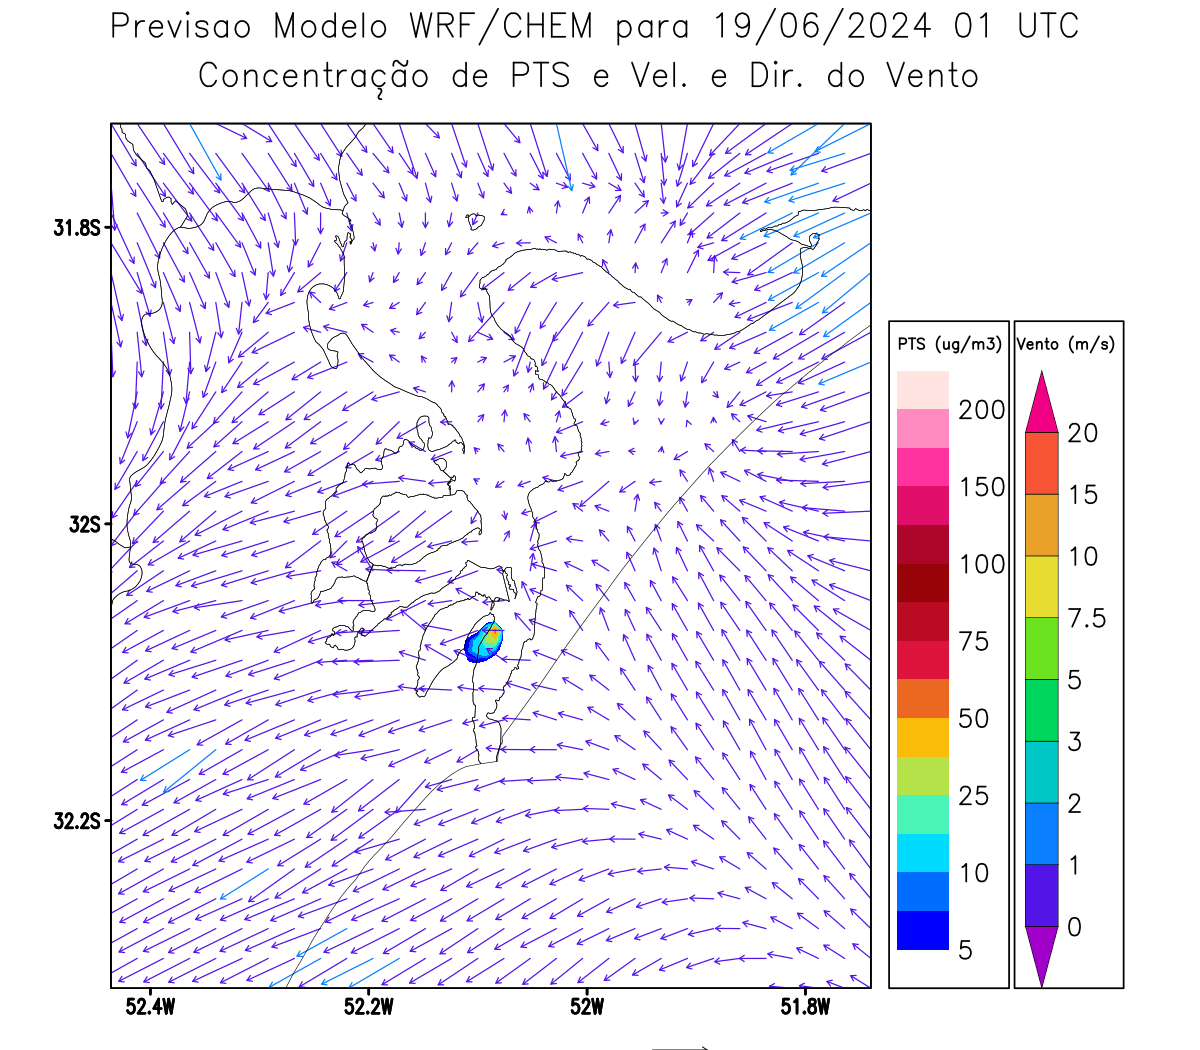 Previsao Modelo WRF/CHEM para 19/06/2024 01 UTC
Concentração de PTS e Vel. e Dir. do Vento
31.8S
32S
32.2S
52.4W 52.2W 52W 51.8W
PTS (ug/m3)
200
150
100
75
50
25
10
5
Vento (m/s)
20
15
10
7.5
5
3
2
1
0